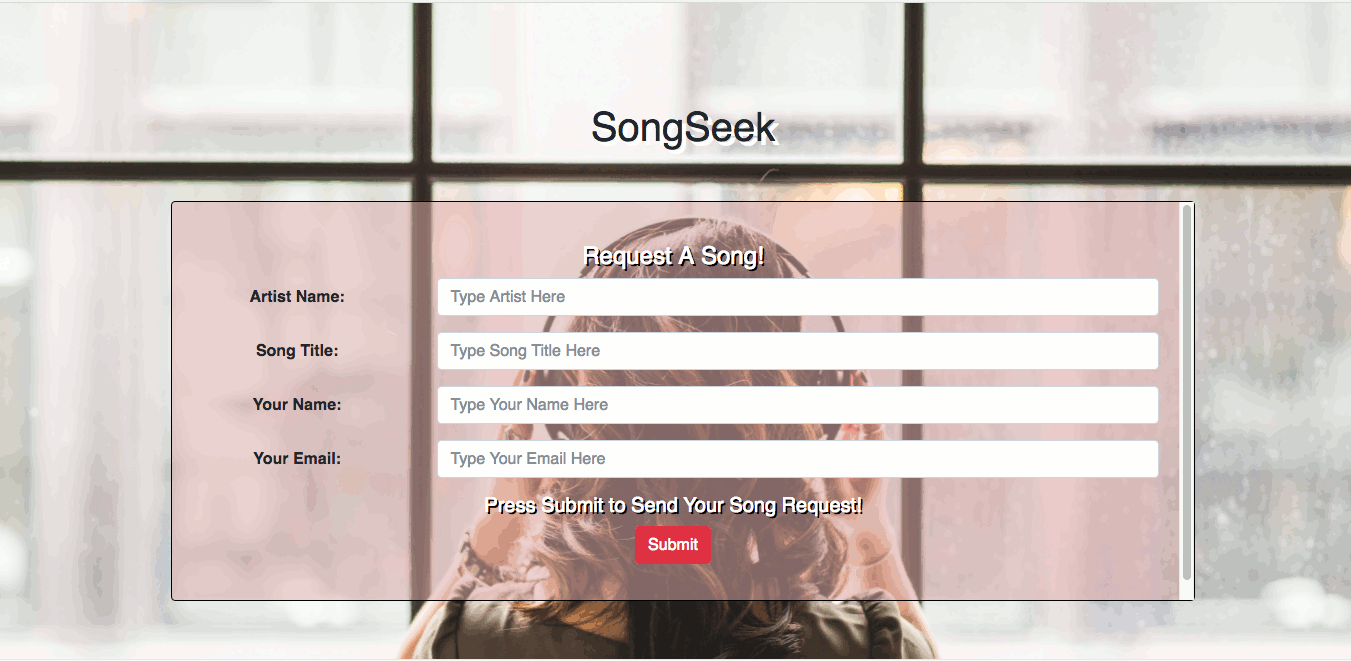 SongSeek
Request A Song!
Artist Name: Type Artist Here
Song Title: Type Song Title Here
Your Name: Type Your Name Here
Your Email: Type Your Email Here
Press Submit to Send Your Song Request!
Submit